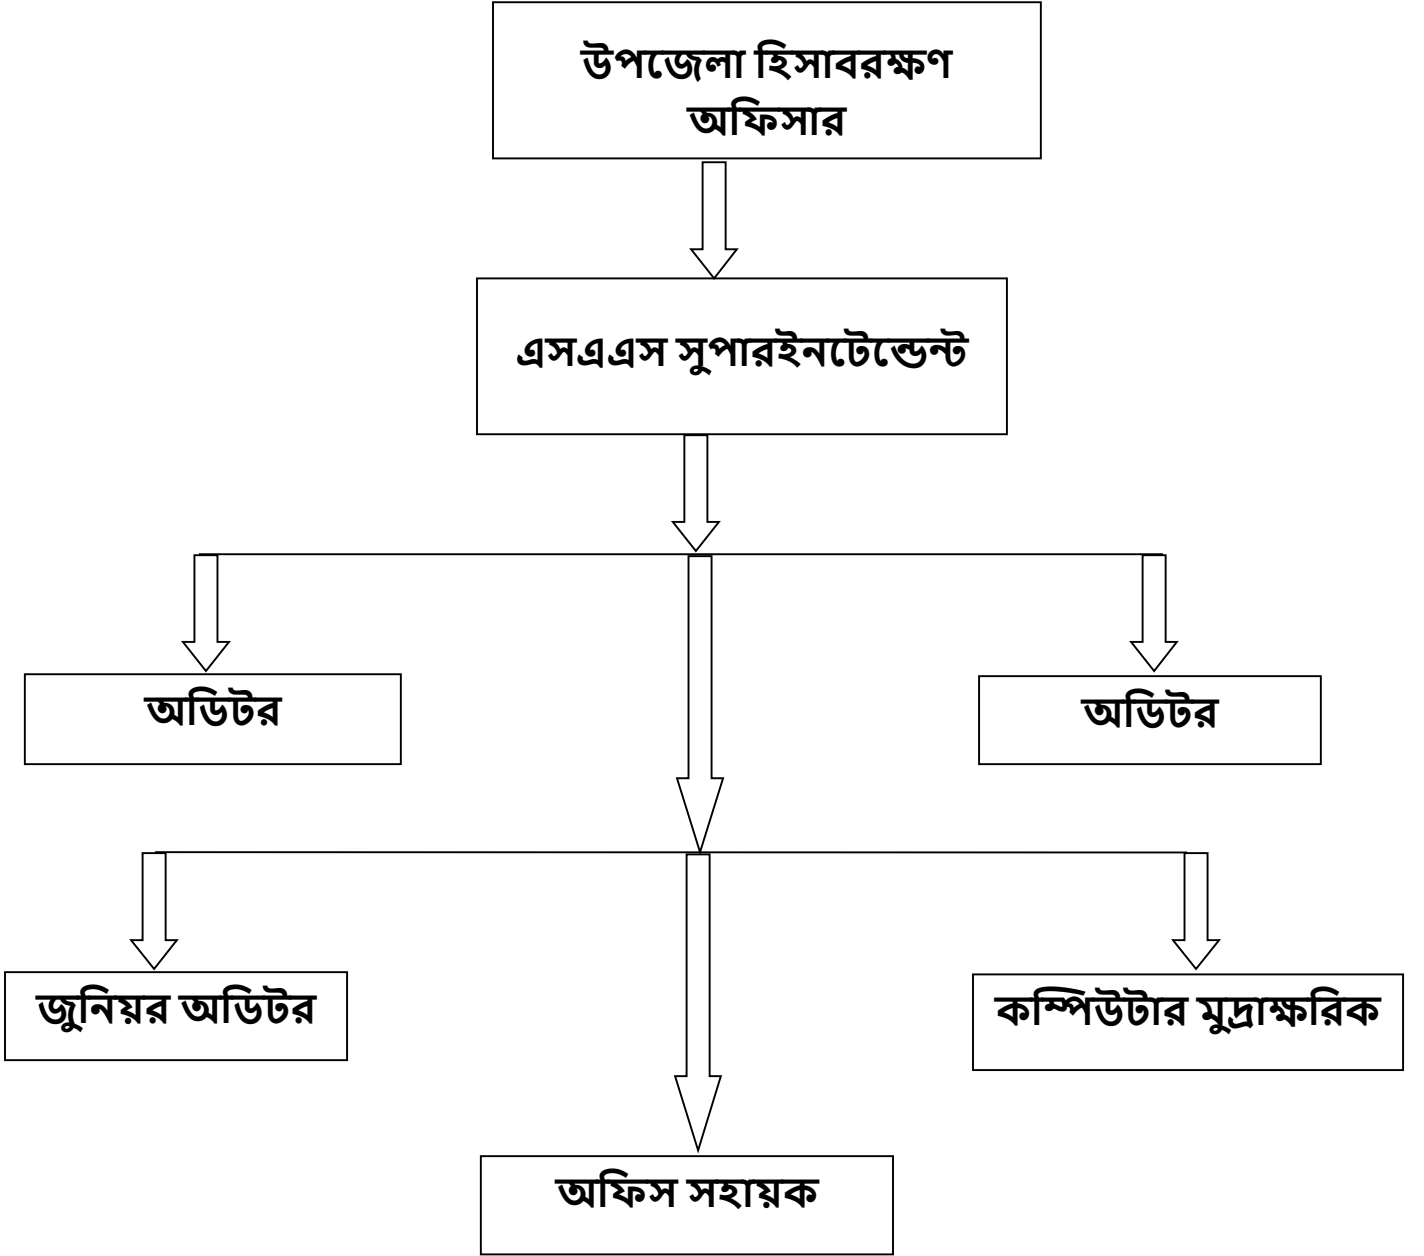 উপজেলা হিসাবরক্ষণ
অফিসার
এসএএস সুপারইনটেন্ডেন্ট
অডিটর
অডিটর
জুনিয়র অডিটর
কম্পিউটার মুদ্রাক্ষরিক
অফিস সহায়ক